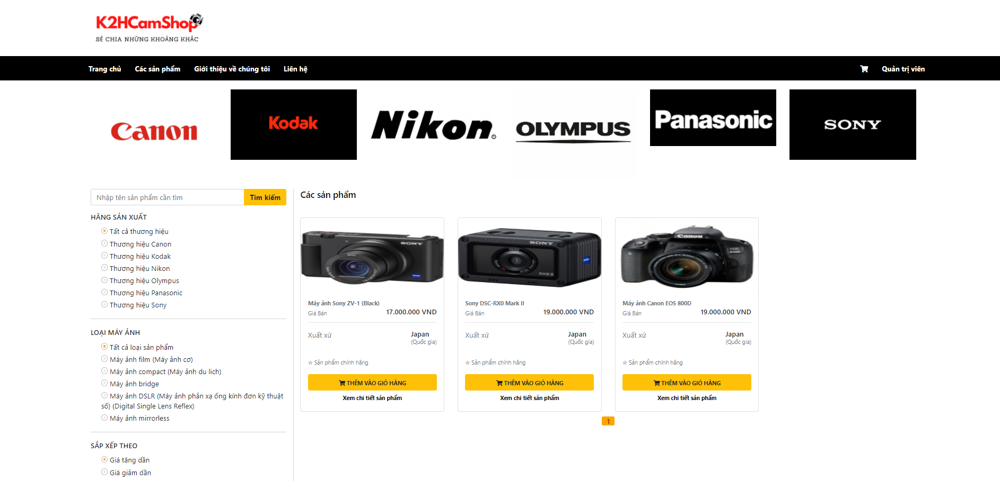 K2HCamShop
SẺ CHIA NHỮNG KHOẢNG KHẮC
Trang chủ Các sản phẩm Giới thiệu về chúng tôi Liên hệ Quản trị viên
Canon Kodak Nikon® OLYMPUS Panasonic SONY
Nhập tên sản phẩm cần tìm Tìm kiếm
HÃNG SẢN XUẤT
Tất cả thương hiệu
Thương hiệu Canon
Thương hiệu Kodak
Thương hiệu Nikon
Thương hiệu Olympus
Thương hiệu Panasonic
Thương hiệu Sony
LOẠI MÁY ẢNH
Tất cả loại sản phẩm
Máy ảnh film (Máy ảnh cơ)
Máy ảnh compact (Máy ảnh du lich)
Máy ảnh bridge
Máy ảnh DSLR (Máy ảnh phản xạ ống kính đơn kỹ thuật
số) (Digital Single Lens Reflex)
Máy ảnh mirrorless
SẮP XẾP THEO
Giá tăng dần
Giá giảm dần
Các sản phẩm
SONY
Máy ảnh Sony ZV-1 (Black)
Giá Bán 17.000.000 VND
Xuất xứ Japan
(Quốc gia)
☆ Sản phẩm chính hãng
THÊM VÀO GIỎ HÀNG
Xem chi tiết sản phẩm
SONY
RX0 II
Sony DSC-RX0 Mark II
Giá Bán 19.000.000 VND
Xuất xứ Japan
(Quốc gia)
☆ Sản phẩm chính hãng
THÊM VÀO GIỎ HÀNG
Xem chi tiết sản phẩm
Canon
EOS
800D
Máy ảnh Canon EOS 800D
Giá Bán 19.000.000 VND
Xuất xứ Japan
(Quốc gia)
☆ Sản phẩm chính hãng
THÊM VÀO GIỎ HÀNG
Xem chi tiết sản phẩm
1